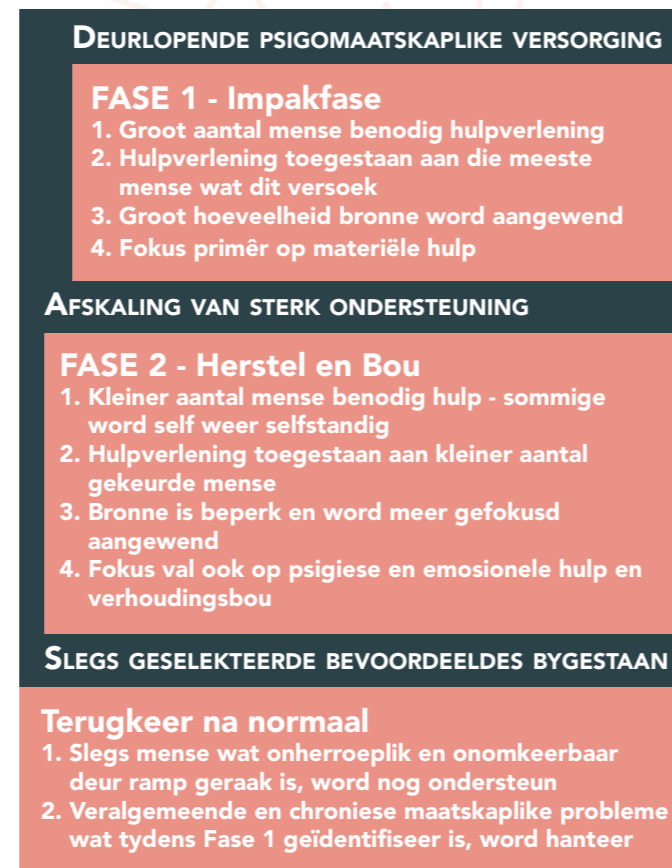 DEURLOPENDE PSIGOMAATSKAPLIKE VERSORGING
FASE 1 - Impakfase
1. Groot aantal mense benodig hulpverlening
2. Hulpverlening toegestaan aan die meeste
mense wat dit versoek
3. Groot hoeveelheid bronne word aangewend
4. Fokus primêr op materiële hulp
AFSKALING VAN STERK ONDERSTEUNING
FASE 2 - Herstel en Bou
1. Kleiner aantal mense benodig hulp - sommige
word self weer selfstandig
2. Hulpverlening toegestaan aan kleiner aantal
gekeurde mense
3. Bronne is beperk en word meer gefokusd
aangewend
4. Fokus val ook op psigiese en emosionele hulp en
verhoudingsbou
SLEGS GESELEKTEERDE BEVOORDEELDES BYGESTAAN
Terugkeer na normaal
1. Slegs mense wat onherroeplik en onomkeerbaar
deur ramp geraak is, word nog ondersteun
2. Veralgemeende en chroniese maatskaplike probleme
wat tydens Fase 1 geïdentifiseer is, word hanteer